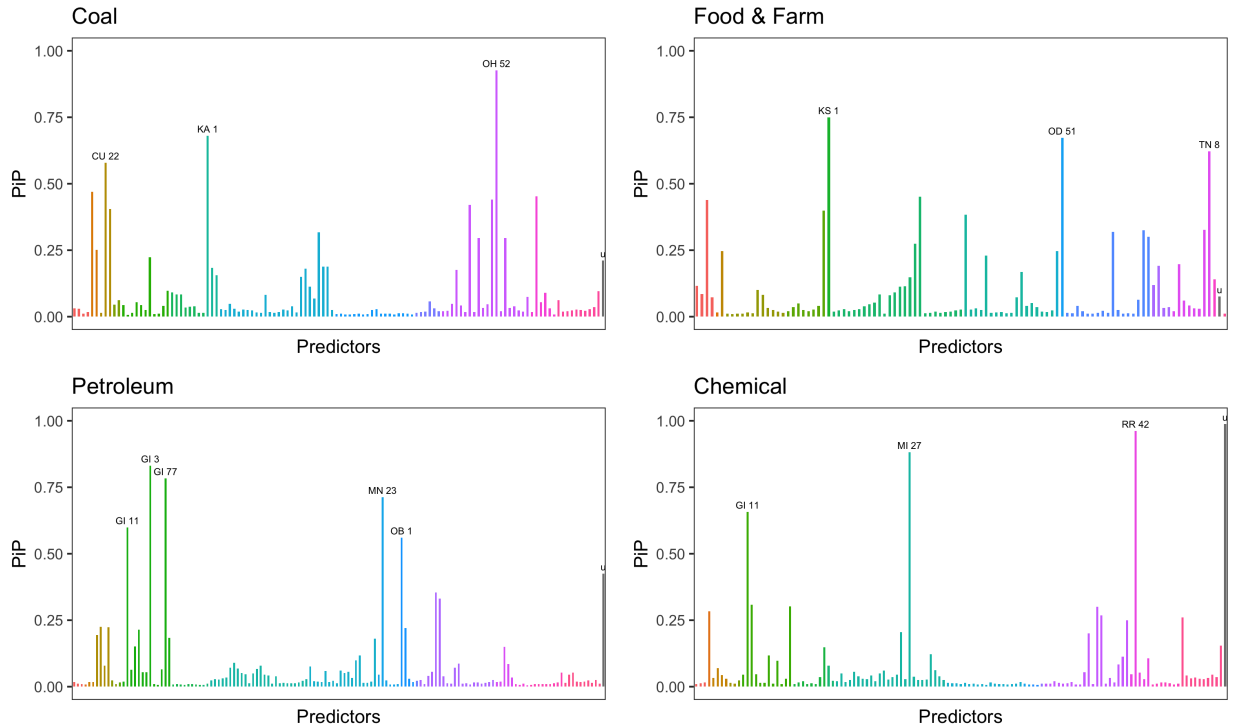 Coal
1.00
0.75
0.50
0.25
0.00
PiP
CU 22
KA 1
OH 52
u
Predictors
Food & Farm
1.00
0.75
0.50
0.25
0.00
PiP
KS 1
OD 51
TN 8
u
Predictors
Petroleum
1.00
0.75
0.50
0.25
0.00
PiP
GI 11
GI 3
GI 77
MN 23
OB 1
u
Predictors
Chemical
1.00
0.75
0.50
0.25
0.00
PiP
GI 11
MI 27
RR 42
u
Predictors